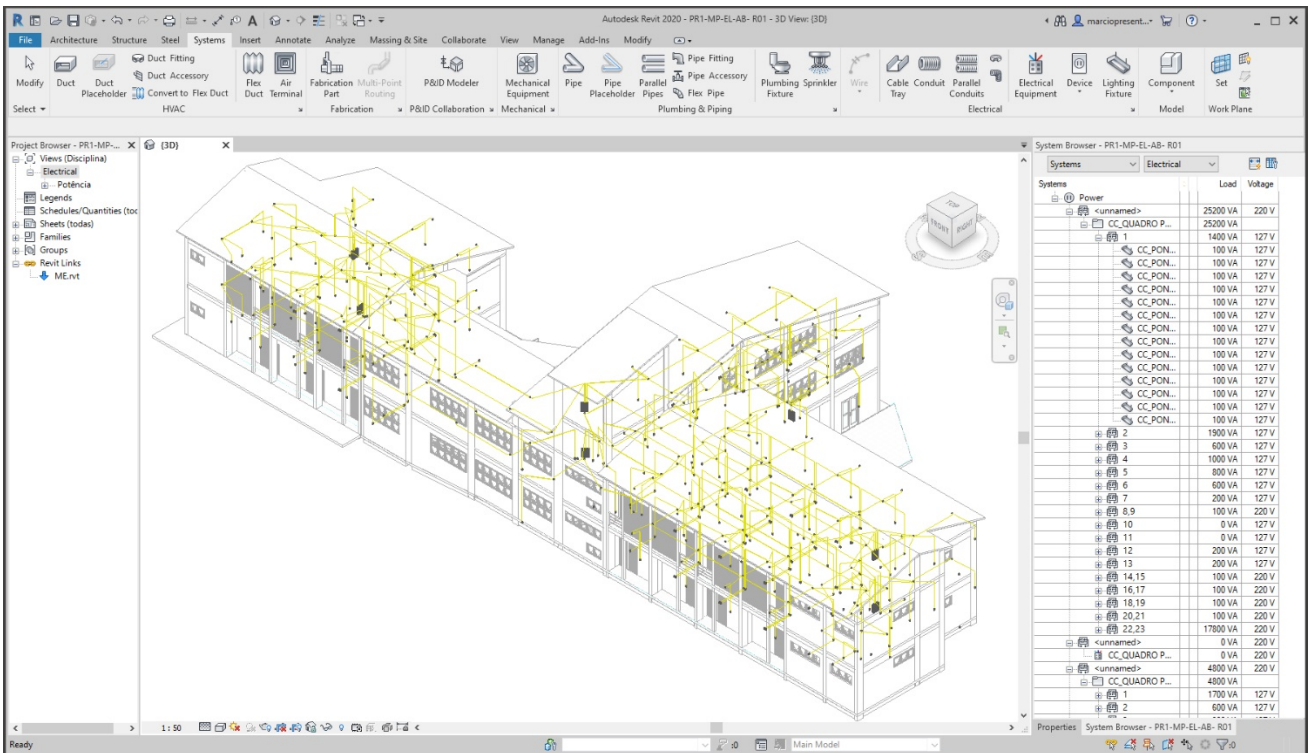 Autodesk Revit 2020 - PR1-MP-EL-AB- R01 - 3D View: {3D}
marciopresent...
File Architecture Structure Steel Systems Insert Annotate Analyze Massing & Site Collaborate View Manage Add-Ins Modify
Modify
Duct
Duct Placeholder
Duct Fitting
Duct Accessory
Convert to Flex Duct
Flex Duct
Air Terminal
Fabrication Part
Multi-Point Routing
P&ID Modeler
Mechanical Equipment
Pipe
Pipe Placeholder
Parallel Pipes
Pipe Fitting
Pipe Accessory
Flex Pipe
Plumbing Fixture
Sprinkler
Wire
Cable Tray
Conduit
Parallel Conduits
Electrical Equipment
Device
Lighting Fixture
Component
Set
Select HVAC Fabrication P&ID Collaboration Mechanical Plumbing & Piping Electrical Model Work Plane
Project Browser - PR1-MP-...
Views (Disciplina)
Electrical
Potência
Legends
Schedules/Quantities (toc
Sheets (todas)
Families
Groups
Revit Links
ME.rvt
{3D}
TOP
FRONT
RIGHT
System Browser - PR1-MP-EL-AB- R01
Systems Electrical
Systems Load Voltage
Power
<unnamed> 25200 VA 220 V
CC_QUADRO P... 25200 VA
1 1400 VA 127 V
CC_PON... 100 VA 127 V
CC_PON... 100 VA 127 V
CC_PON... 100 VA 127 V
CC_PON... 100 VA 127 V
CC_PON... 100 VA 127 V
CC_PON... 100 VA 127 V
CC_PON... 100 VA 127 V
CC_PON... 100 VA 127 V
CC_PON... 100 VA 127 V
CC_PON... 100 VA 127 V
CC_PON... 100 VA 127 V
CC_PON... 100 VA 127 V
CC_PON... 100 VA 127 V
CC_PON... 100 VA 127 V
2 1900 VA 127 V
3 600 VA 127 V
4 1000 VA 127 V
5 800 VA 127 V
6 600 VA 127 V
7 200 VA 127 V
8,9 100 VA 220 V
10 0 VA 127 V
11 0 VA 127 V
12 200 VA 127 V
13 200 VA 127 V
14,15 100 VA 220 V
16,17 100 VA 220 V
18,19 100 VA 220 V
20,21 100 VA 220 V
22,23 17800 VA 220 V
<unnamed> 0 VA 220 V
CC_QUADRO P... 0 VA 220 V
<unnamed> 4800 VA 220 V
CC_QUADRO P... 4800 VA
1 1700 VA 127 V
2 600 VA 127 V
1 : 50
Properties System Browser - PR1-MP-EL-AB- R01
Ready
:0
Main Model
:0